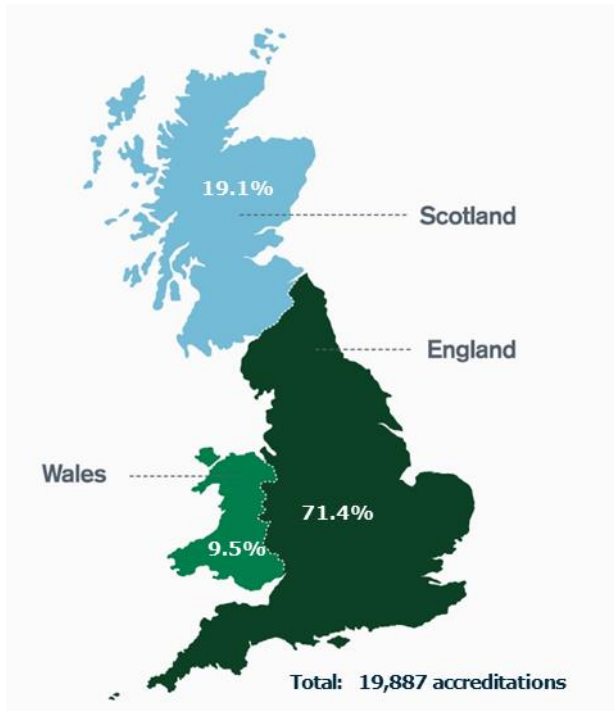 19.1%
Scotland
England
Wales
71.4%
9.5%
Total: 19,887 accreditations